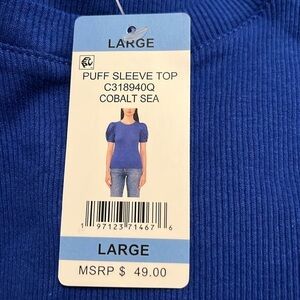 LARGE
PUFF SLEEVE TOP
C318940Q
COBALT SEA
1 97123 71467 6
LARGE
MSRP $ 49.00